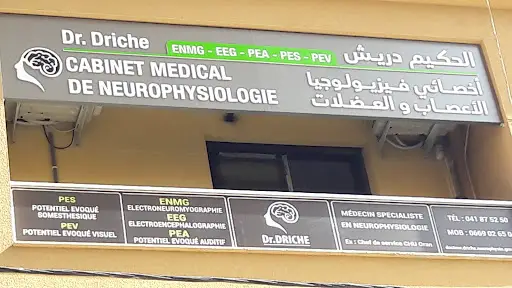 Dr. Driche
ENMG - EEG - PEA - PES - PEV
الحكيم دريش
CABINET MEDICAL
DE NEUROPHYSIOLOGIE
أخصائي فيزيولوجيا
الأعصاب و العضلات
PES
POTENTIEL EVOQUÉ
SOMESTHESIQUE
PEV
POTENTIEL EVOQUÉ VISUEL
ENMG
ELECTRONEUROMYOGRAPHIE
EEG
ELECTROENCEPHALOGRAPHIE
PEA
POTENTIEL EVOQUÉ AUDITIF
Dr.DRICHE
MÉDECIN SPÉCIALISTE
EN NEUROPHYSIOLOGIE
Ex : Chef de service CHU Oran
TÉL : 041 87 52 50
MOB : 0669 02 65